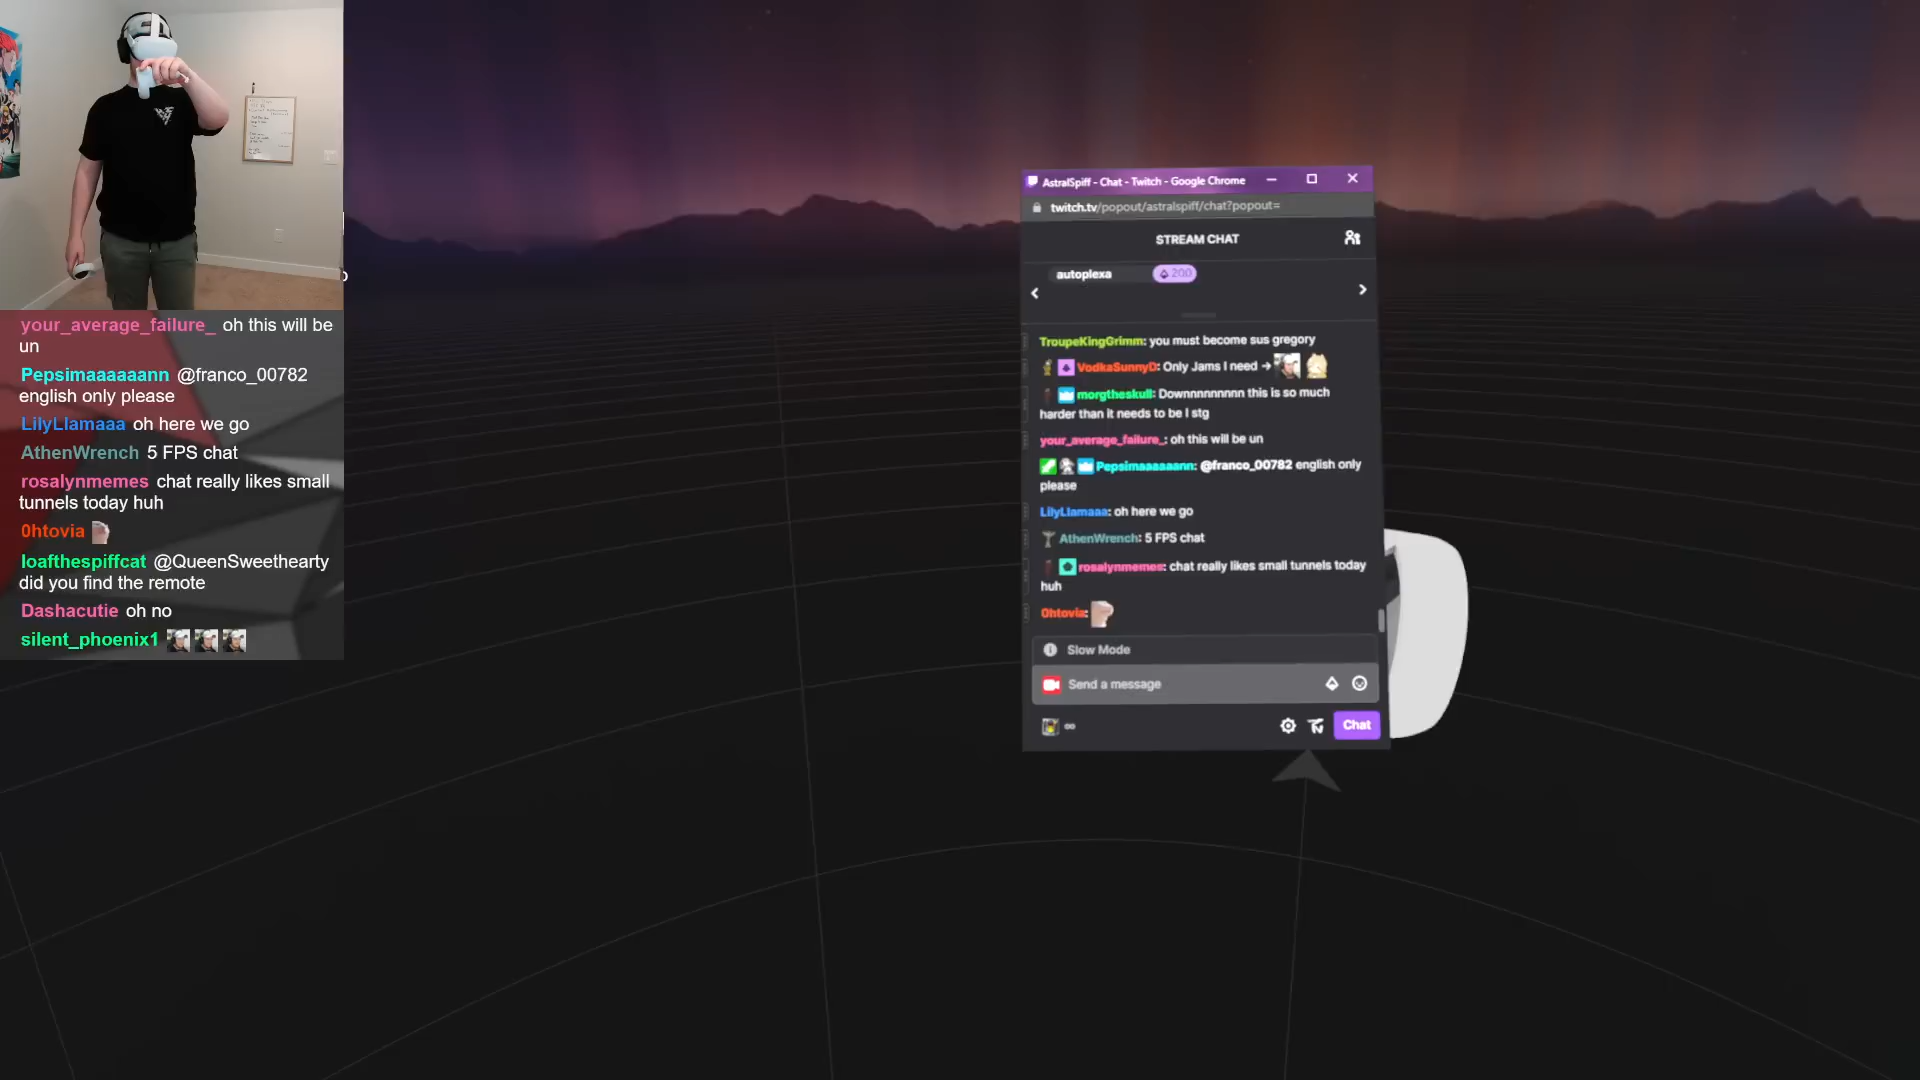 your_average_failure_ oh this will be
un
Pepsimaaaaaann @franco_00782
english only please
LilyLlamaaa oh here we go
AthenWrench 5 FPS chat
rosalynmemes chat really likes small
tunnels today huh
0htovia
loafthespiffcat @QueenSweethearty
did you find the remote
Dashacutie oh no
silent_phoenix1
AstralSpiff - Chat - Twitch - Google Chrome
twitch.tv/popout/astralspiff/chat?popout=
STREAM CHAT
autoplexa 200
TroupeKingGrimm: you must become sus gregory
VodkaSunnyD: Only Jams I need →
morgtheskull: Downnnnnnnnn this is so much
harder than it needs to be I stg
your_average_failure_: oh this will be un
Pepsimaaaaaann: @franco_00782 english only
please
LilyLlamaaa: oh here we go
AthenWrench: 5 FPS chat
rosalynmemes: chat really likes small tunnels today
huh
0htovia:
Slow Mode
Send a message
∞
Chat